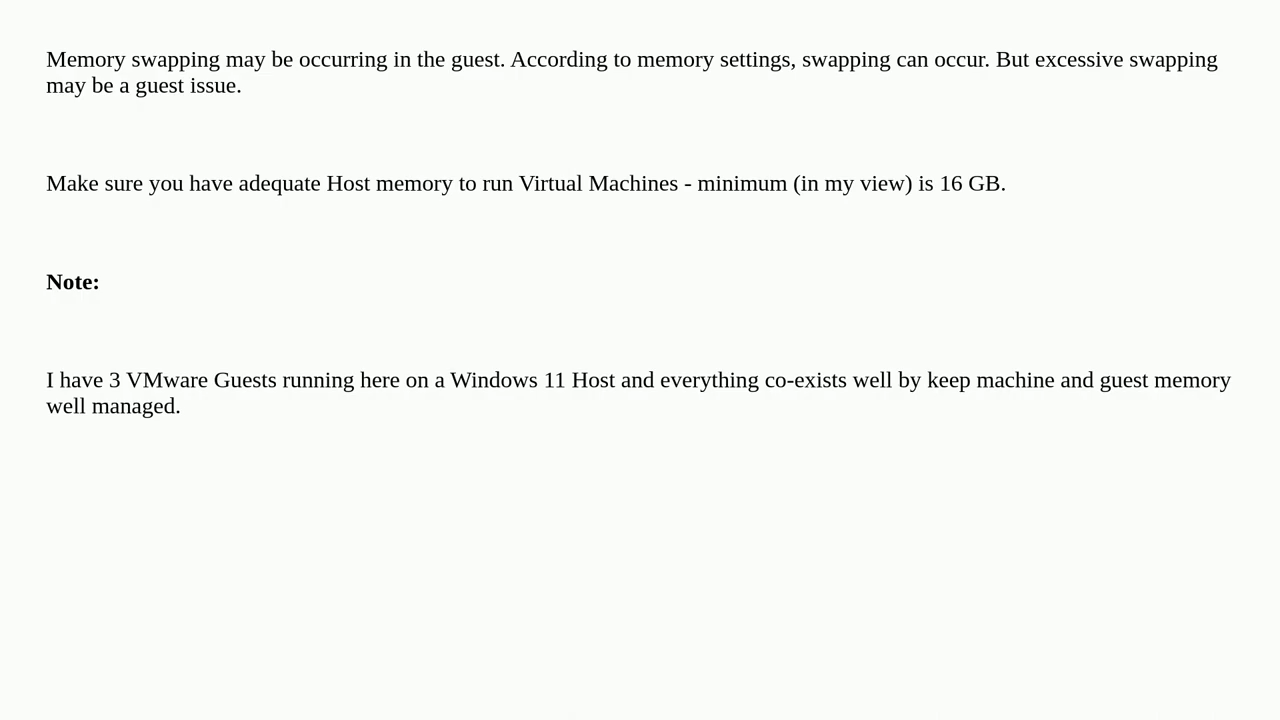 Memory swapping may be occurring in the guest. According to memory settings, swapping can occur. But excessive swapping
may be a guest issue.
Make sure you have adequate Host memory to run Virtual Machines - minimum (in my view) is 16 GB.
Note:
I have 3 VMware Guests running here on a Windows 11 Host and everything co-exists well by keep machine and guest memory
well managed.